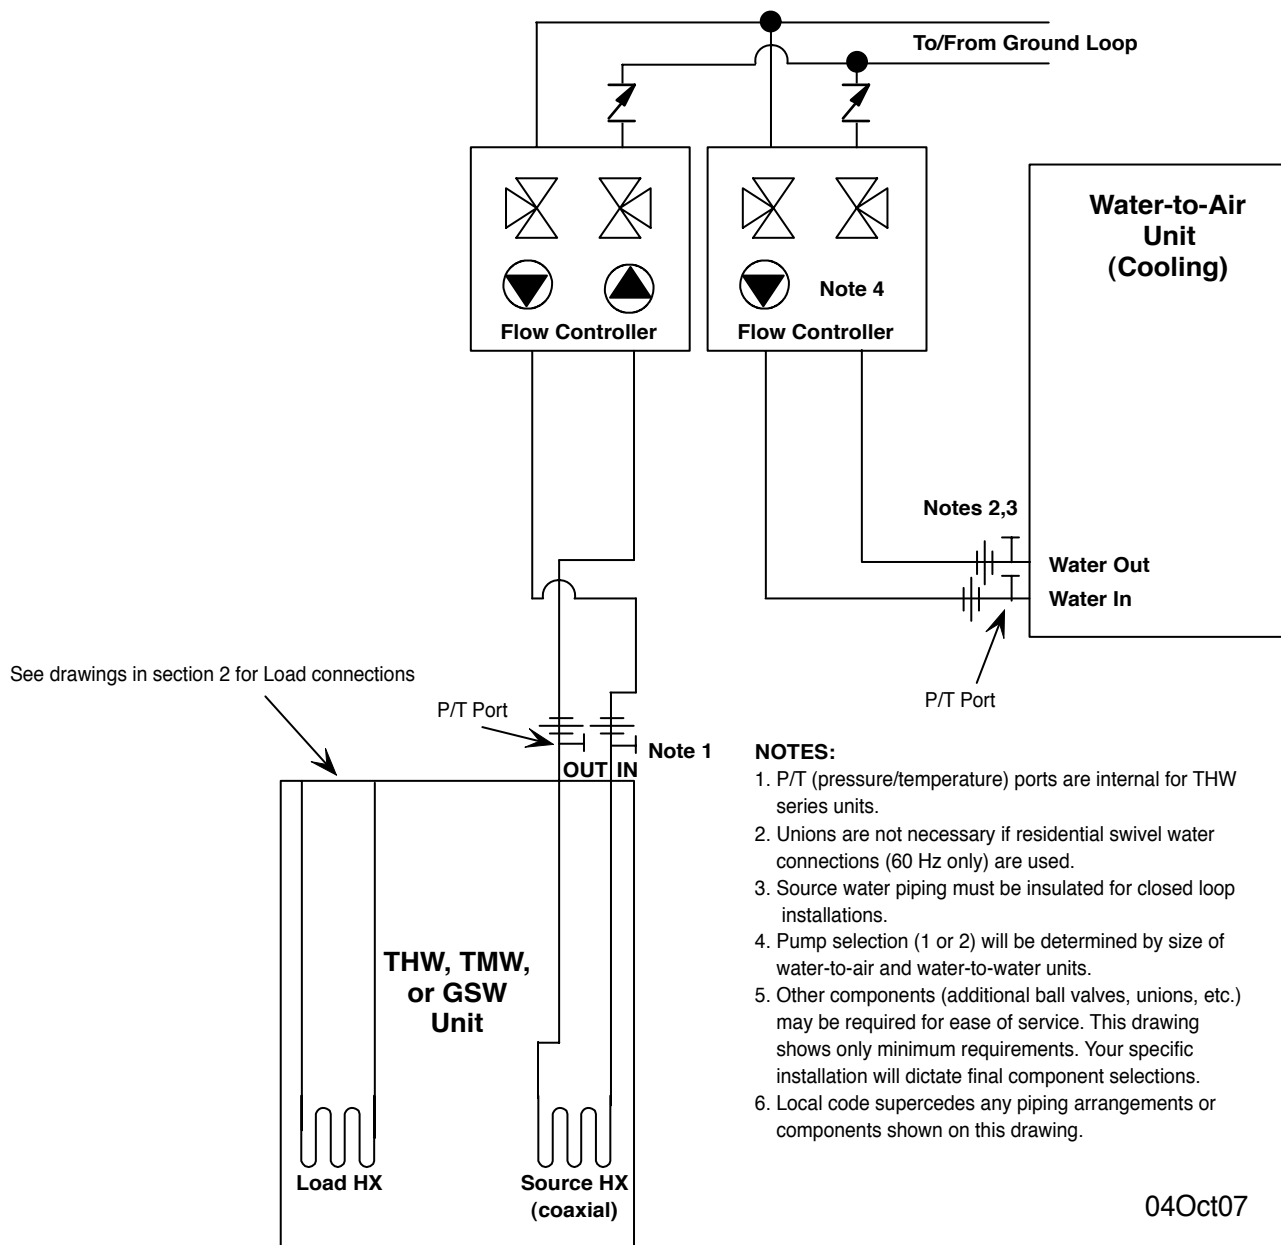 To/From Ground Loop
Water-to-Air
Unit
(Cooling)
Note 4
Flow Controller
Flow Controller
Notes 2,3
Water Out
Water In
P/T Port
See drawings in section 2 for Load connections
P/T Port
Note 1
OUT IN
THW, TMW,
or GSW
Unit
Load HX
Source HX
(coaxial)
NOTES:
1. P/T (pressure/temperature) ports are internal for THW
series units.
2. Unions are not necessary if residential swivel water
connections (60 Hz only) are used.
3. Source water piping must be insulated for closed loop
installations.
4. Pump selection (1 or 2) will be determined by size of
water-to-air and water-to-water units.
5. Other components (additional ball valves, unions, etc.)
may be required for ease of service. This drawing
shows only minimum requirements. Your specific
installation will dictate final component selections.
6. Local code supercedes any piping arrangements or
components shown on this drawing.
04Oct07